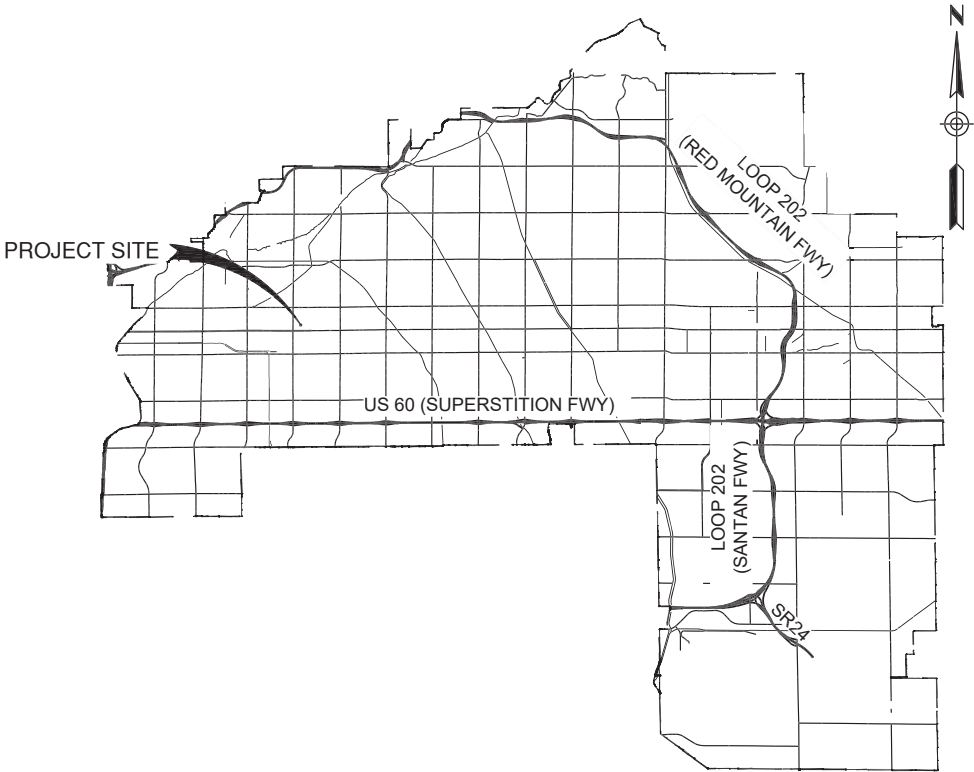 N
LOOP 202
(RED MOUNTAIN FWY)
PROJECT SITE
US 60 (SUPERSTITION FWY)
LOOP 202
(SANTAN FWY)
SR24